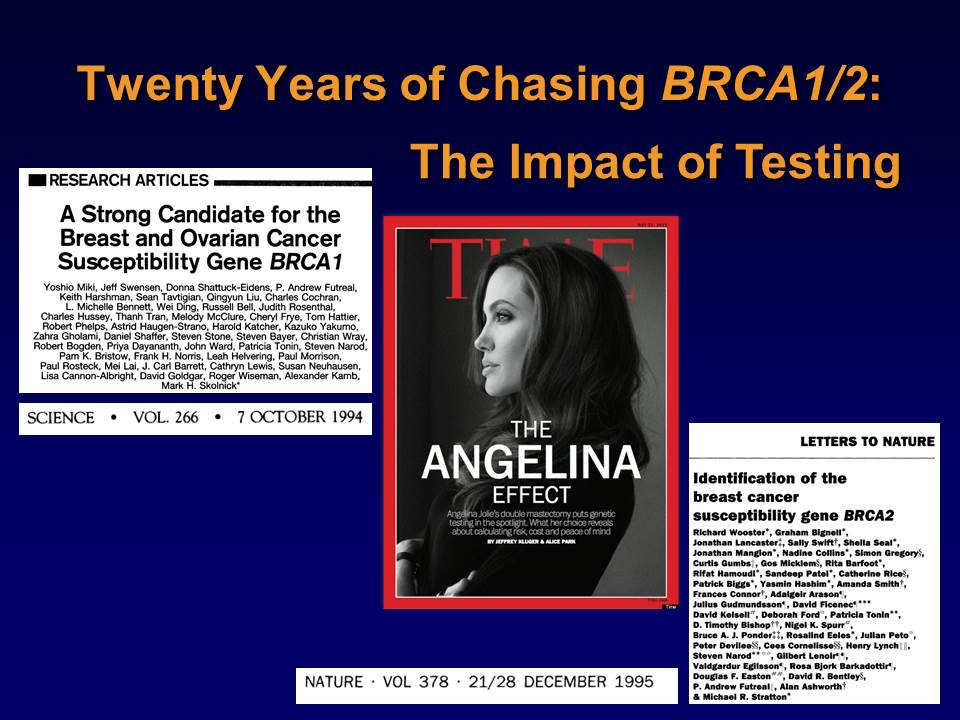 Twenty Years of Chasing BRCA1/2:
The Impact of Testing
RESEARCH ARTICLES
A Strong Candidate for the
Breast and Ovarian Cancer
Susceptibility Gene BRCA1
Yoshio Miki, Jeff Swensen, Donna Shattuck-Eidens, P. Andrew Futreal,
Keith Harshman, Sean Tavtigian, Qingyun Liu, Charles Cochran,
L. Michelle Bennett, Wei Ding, Russell Bell, Judith Rosenthal,
Charles Hussey, Thanh Tran, Melody McClure, Cheryl Frye, Tom Hattier,
Robert Phelps, Astrid Haugen-Strano, Harold Katcher, Kazuko Yakumo,
Zahra Gholami, Daniel Shaffer, Steven Stone, Steven Bayer, Christian Wray,
Robert Bogden, Priya Dayananth, John Ward, Patricia Tonin, Steven Narod,
Pam K. Bristow, Frank H. Norris, Leah Helvering, Paul Morrison,
Paul Rosteck, Mei Lai, J. Carl Barrett, Cathryn Lewis, Susan Neuhausen,
Lisa Cannon-Albright, David Goldgar, Roger Wiseman, Alexander Kamb,
Mark H. Skolnick*
SCIENCE • VOL. 266 • 7 OCTOBER 1994
TIME
THE
ANGELINA
EFFECT
Angelina Jolie's double mastectomy puts genetic
testing in the spotlight. What her choice reveals
about calculating risk, cost and peace of mind
BY JEFFREY KLUGER & ALICE PARK
Time
LETTERS TO NATURE
Identification of the
breast cancer
susceptibility gene BRCA2
Richard Wooster*, Graham Bignell*,
Jonathan Lancaster‡, Sally Swift†, Sheila Seal*,
Jonathan Mangion*, Nadine Collins*, Simon Gregory§,
Curtis Gumbs‖, Gos Micklem§, Rita Barfoot*,
Rifat Hamoudi*, Sandeep Patel*, Catherine Rice§,
Patrick Biggs*, Yasmin Hashim*, Amanda Smith†,
Frances Connor†, Adalgeir Arason¶,
Julius Gudmundsson¶, David Ficenec***
David Kelsell#, Deborah Ford☆, Patricia Tonin**,
D. Timothy Bishop††, Nigel K. Spurr#,
Bruce A. J. Ponder‡‡, Rosalind Eeles*, Julian Peto☆,
Peter Devilee§§, Cees Cornelisse§§, Henry Lynch‖‖,
Steven Narod**, Gilbert Lenoir¶¶,
Valdgardur Egilsson¶, Rosa Bjork Barkadottir¶,
Douglas F. Easton##, David R. Bentley§,
P. Andrew Futreal‖, Alan Ashworth†
& Michael R. Stratton*
NATURE · VOL 378 · 21/28 DECEMBER 1995